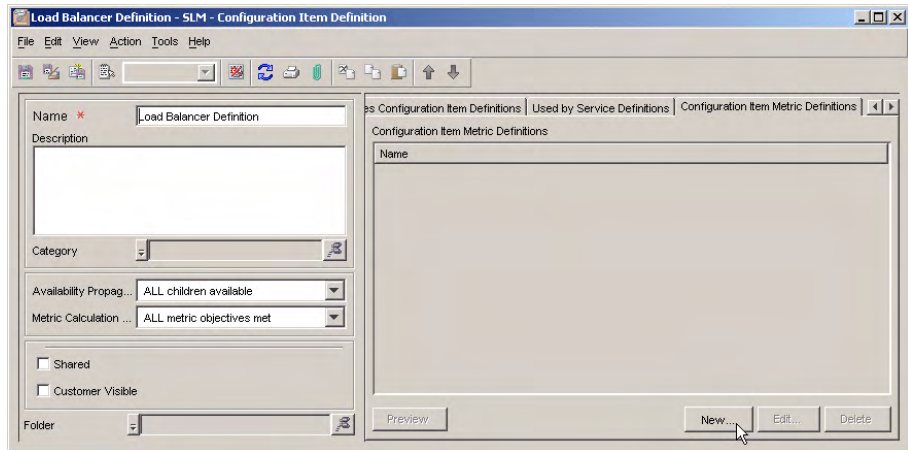 Load Balancer Definition - SLM - Configuration Item Definition
File Edit View Action Tools Help
Name *
Load Balancer Definition
Description
Category
Availability Propag...
ALL children available
Metric Calculation ...
ALL metric objectives met
Shared
Customer Visible
Folder
es Configuration Item Definitions
Used by Service Definitions
Configuration Item Metric Definitions
Configuration Item Metric Definitions
Name
Preview
New...
Edit...
Delete